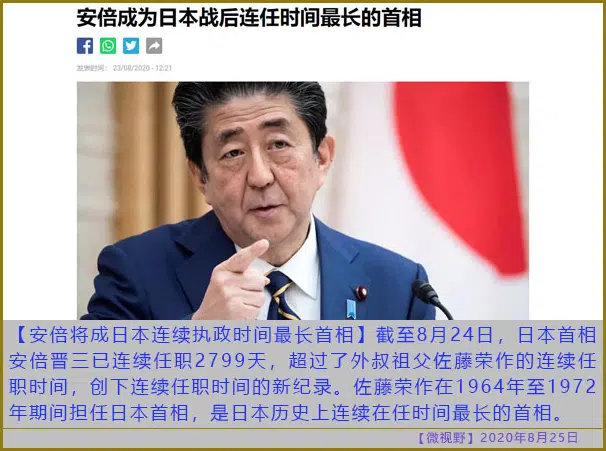 安倍成为日本战后连任时间最长的首相
发表时间： 23/08/2020 - 12:21
【安倍将成日本连续执政时间最长首相】截至8月24日，日本首相
安倍晋三已连续任职2799天，超过了外叔祖父佐藤荣作的连续任
职时间，创下连续任职时间的新纪录。佐藤荣作在1964年至1972
年期间担任日本首相，是日本历史上连续在任时间最长的首相。
【微视野】2020年8月25日